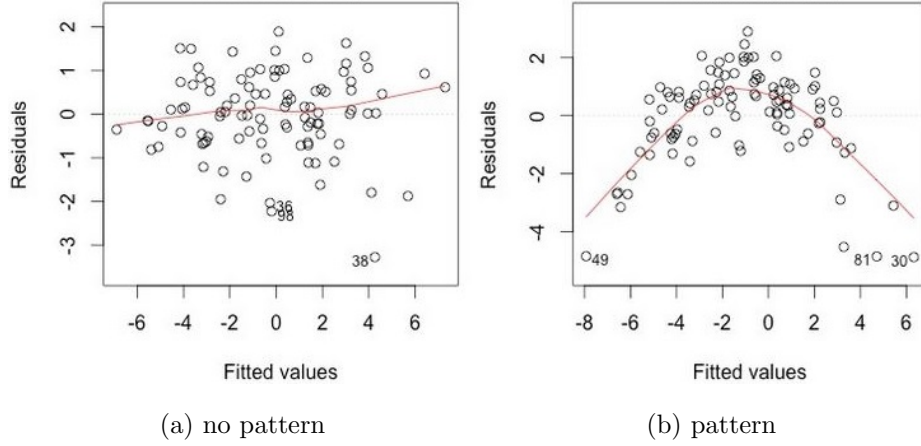 Residuals
2
1
0
-1
-2
-3
36
98
38
-6 -4 -2 0 2 4 6
Fitted values
(a) no pattern
Residuals
2
0
-2
-4
49
81
30
-8 -6 -4 -2 0 2 4 6
Fitted values
(b) pattern